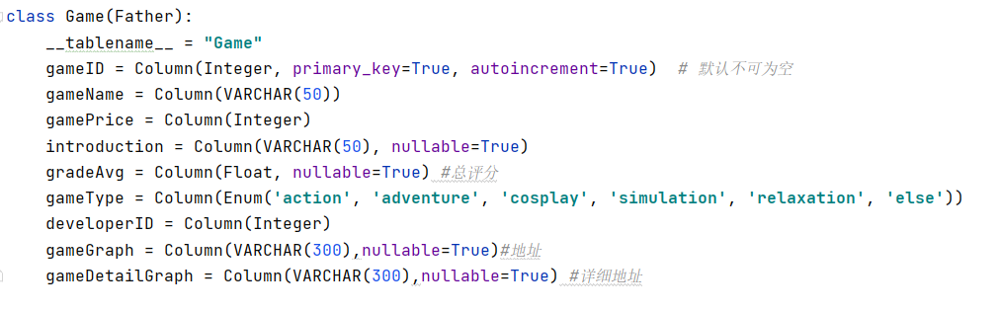 class Game(Father):
    __tablename__ = "Game"
    gameID = Column(Integer, primary_key=True, autoincrement=True)  # 默认不可为空
    gameName = Column(VARCHAR(50))
    gamePrice = Column(Integer)
    introduction = Column(VARCHAR(50), nullable=True)
    gradeAvg = Column(Float, nullable=True) #总评分
    gameType = Column(Enum('action', 'adventure', 'cosplay', 'simulation', 'relaxation', 'else'))
    developerID = Column(Integer)
    gameGraph = Column(VARCHAR(300),nullable=True)#地址
    gameDetailGraph = Column(VARCHAR(300),nullable=True) #详细地址